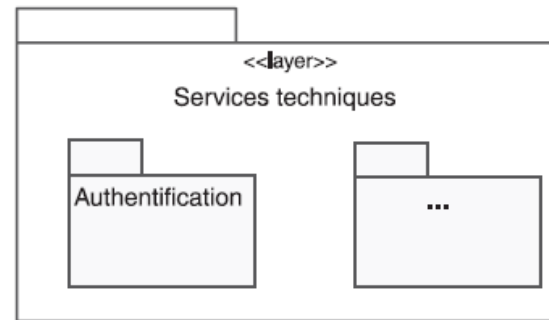 <<layer>>
Services techniques
Authentification
...